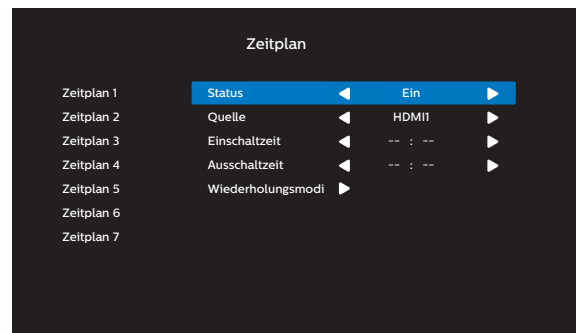 Zeitplan
Zeitplan 1 Status Ein
Zeitplan 2 Quelle HDMI1
Zeitplan 3 Einschaltzeit -- : --
Zeitplan 4 Ausschaltzeit -- : --
Zeitplan 5 Wiederholungsmodi
Zeitplan 6
Zeitplan 7